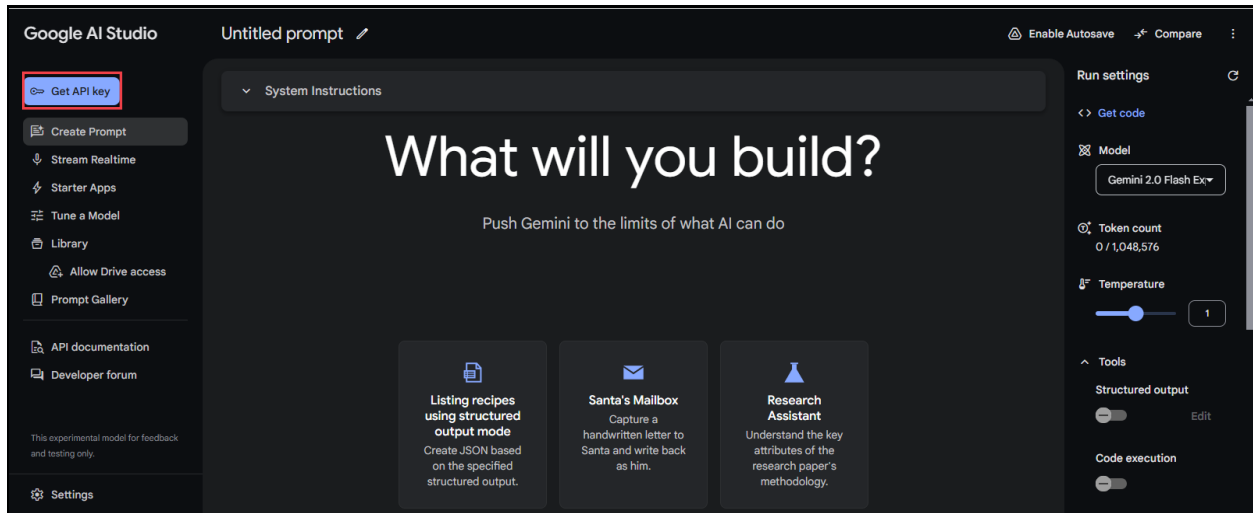 Google AI Studio
Untitled prompt
Enable Autosave
Compare
Get API key
Create Prompt
Stream Realtime
Starter Apps
Tune a Model
Library
Allow Drive access
Prompt Gallery
API documentation
Developer forum
This experimental model for feedback
and testing only.
Settings
System Instructions
What will you build?
Push Gemini to the limits of what AI can do
Listing recipes
using structured
output mode
Create JSON based
on the specified
structured output.
Santa's Mailbox
Capture a
handwritten letter to
Santa and write back
as him.
Research
Assistant
Understand the key
attributes of the
research paper's
methodology.
Run settings
Get code
Model
Gemini 2.0 Flash Ex
Token count
0 / 1,048,576
Temperature
1
Tools
Structured output
Edit
Code execution